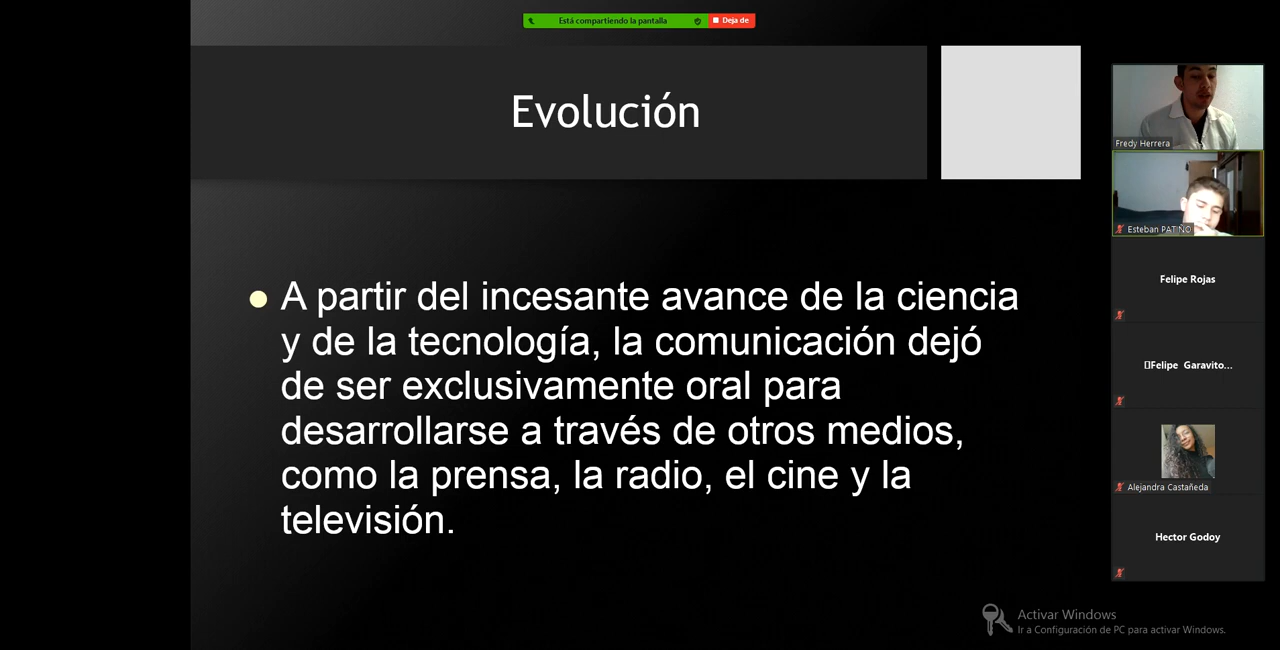 Está compartiendo la pantalla
Deja de
Evolución
A partir del incesante avance de la ciencia
y de la tecnología, la comunicación dejó
de ser exclusivamente oral para
desarrollarse a través de otros medios,
como la prensa, la radio, el cine y la
televisión.
Fredy Herrera
Esteban PATIÑO
Felipe Rojas
Felipe Garavito...
Alejandra Castañeda
Hector Godoy
Activar Windows
Ir a Configuración de PC para activar Windows.